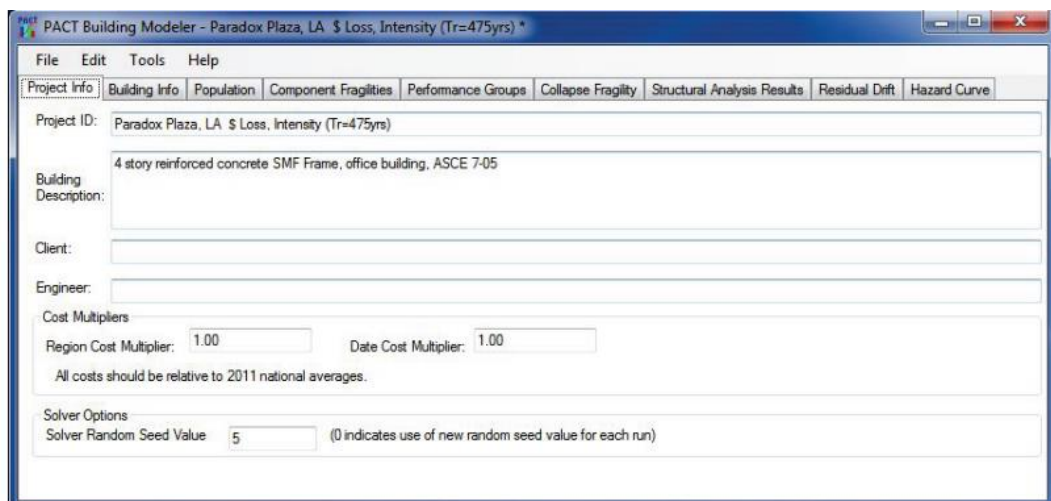 PACT Building Modeler - Paradox Plaza, LA  $ Loss, Intensity (Tr=475yrs) *
File Edit Tools Help
Project Info Building Info Population Component Fragilities Performance Groups Collapse Fragility Structural Analysis Results Residual Drift Hazard Curve
Project ID: Paradox Plaza, LA  $ Loss, Intensity (Tr=475yrs)
4 story reinforced concrete SMF Frame, office building, ASCE 7-05
Building
Description:
Client:
Engineer:
Cost Multipliers
Region Cost Multiplier: 1.00 Date Cost Multiplier: 1.00
All costs should be relative to 2011 national averages.
Solver Options
Solver Random Seed Value 5 (0 indicates use of new random seed value for each run)